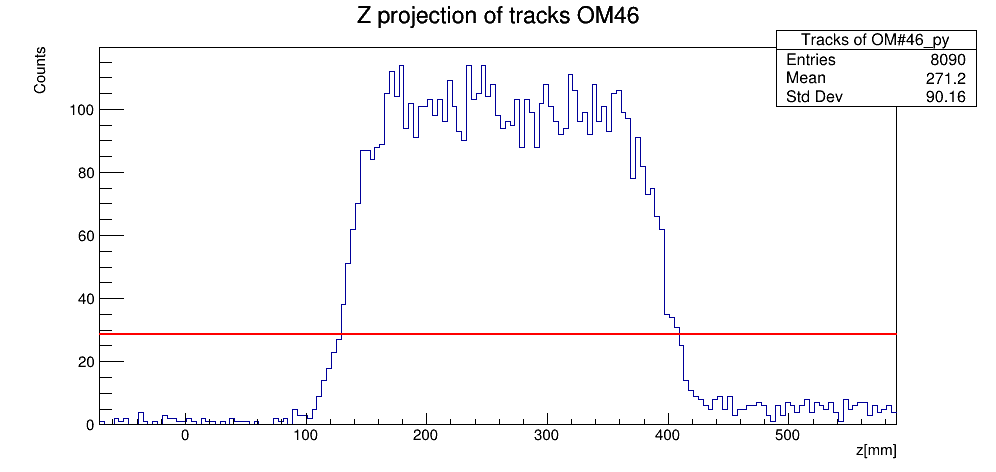 Z projection of tracks OM46
Tracks of OM#46_py
Entries 8090
Mean 271.2
Std Dev 90.16
Counts
100
80
60
40
20
0
0 100 200 300 400 500
z[mm]